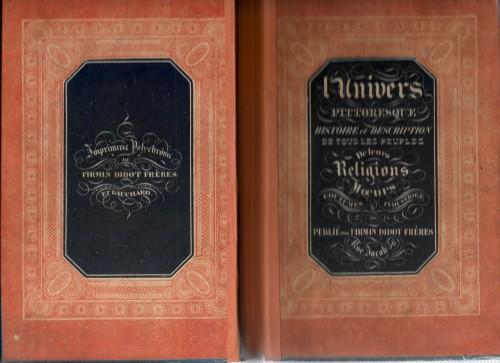 Imprimerie Polychrome
DE
FIRMIN DIDOT FRÈRES
ET GAUCHARD
l'Univers
PITTORESQUE
HISTOIRE et DESCRIPTION
DE TOUS LES PEUPLES
De leurs
Religions
Mœurs
COUTUMES INDUSTRIES
PUBLIÉ par FIRMIN DIDOT FRÈRES
Rue Jacob 56